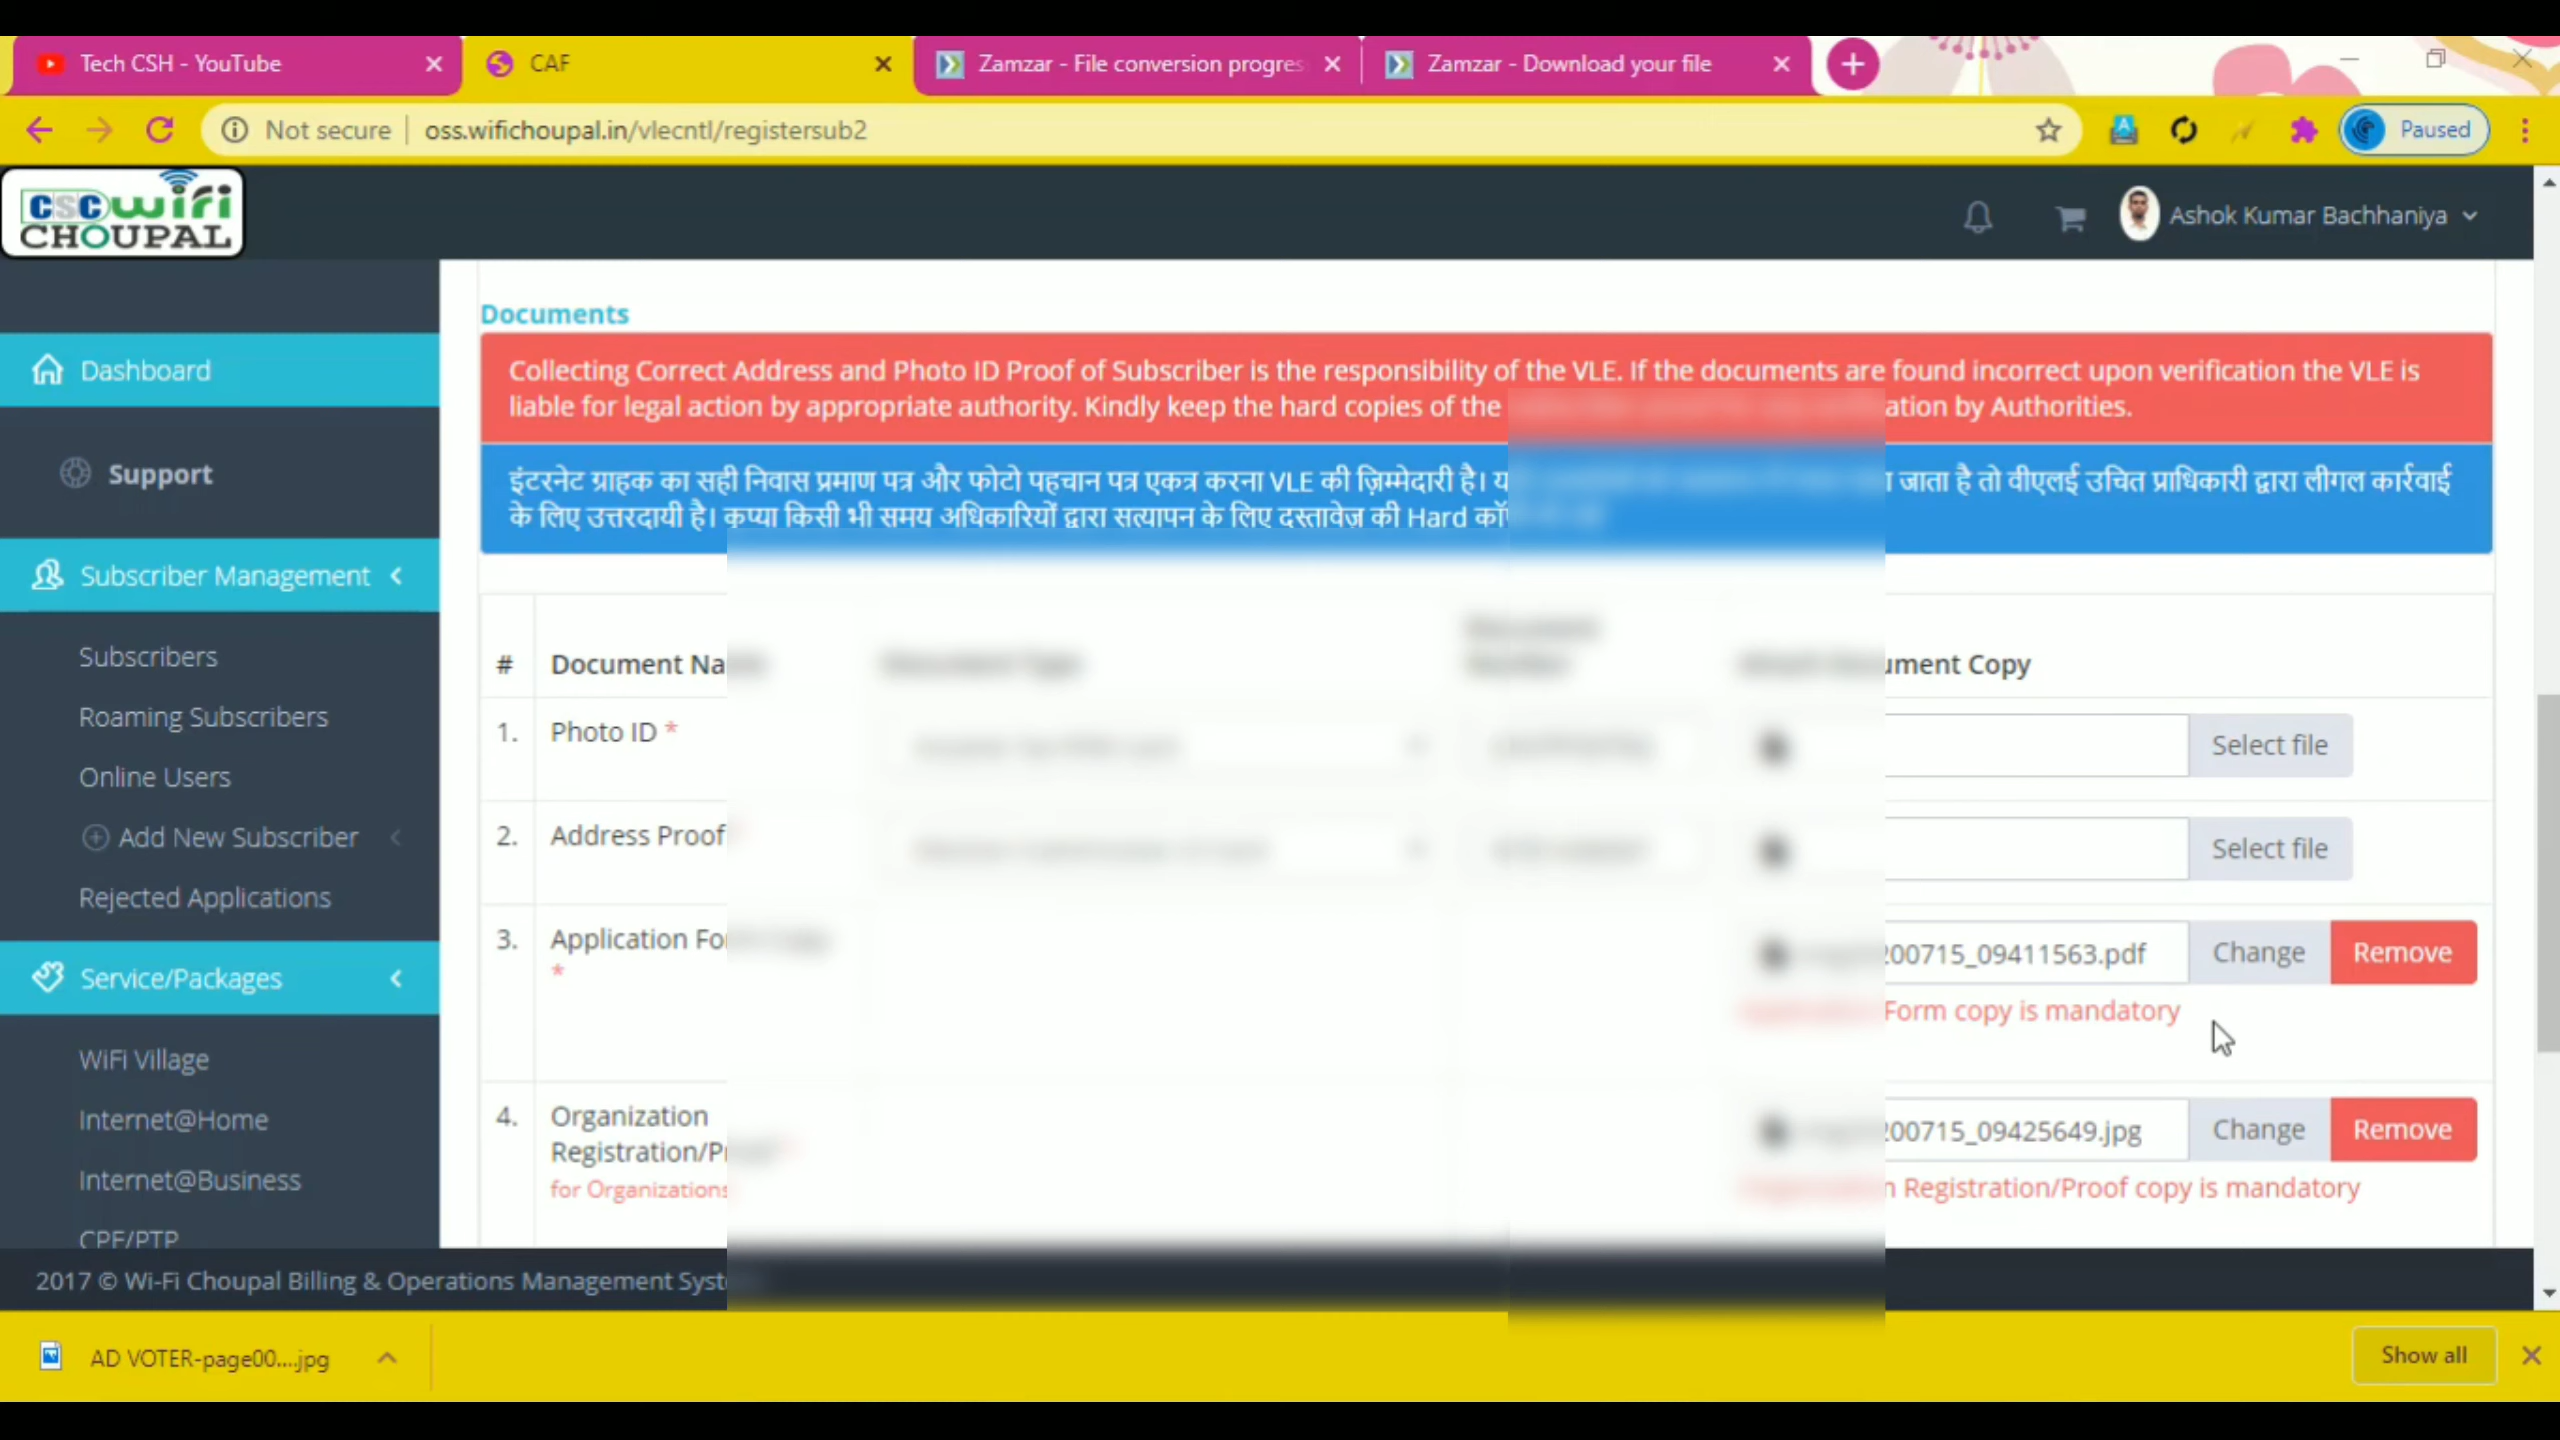 Tech CSH - YouTube
CAF
Zamzar - File conversion progres
Zamzar - Download your file
Not secure
oss.wifichoupal.in/vlecntl/registersub2
Paused
CSC wifi
CHOUPAL
Ashok Kumar Bachhaniya
Dashboard
Support
Subscriber Management
Subscribers
Roaming Subscribers
Online Users
Add New Subscriber
Rejected Applications
Service/Packages
WiFi Village
Internet@Home
Internet@Business
CPE/PTP
Documents
Collecting Correct Address and Photo ID Proof of Subscriber is the responsibility of the VLE. If the documents are found incorrect upon verification the VLE is
liable for legal action by appropriate authority. Kindly keep the hard copies of the ation by Authorities.
इंटरनेट ग्राहक का सही निवास प्रमाण पत्र और फोटो पहचान पत्र एकत्र करना VLE की ज़िम्मेदारी है। जाता है तो वीएलई उचित प्राधिकारी द्वारा लीगल कार्रवाई
के लिए उत्तरदायी है। कप्या किसी भी समय अधिकारियों द्वारा सत्यापन के लिए दस्तावेज़ की Hard
# Document Na ument Copy
1. Photo ID * Select file
2. Address Proof Select file
3. Application Fo 00715_09411563.pdf Change Remove
*
Form copy is mandatory
4. Organization
Registration/P 00715_09425649.jpg Change Remove
for Organizations n Registration/Proof copy is mandatory
2017 © Wi-Fi Choupal Billing & Operations Management Syst
AD VOTER-page00....jpg
Show all